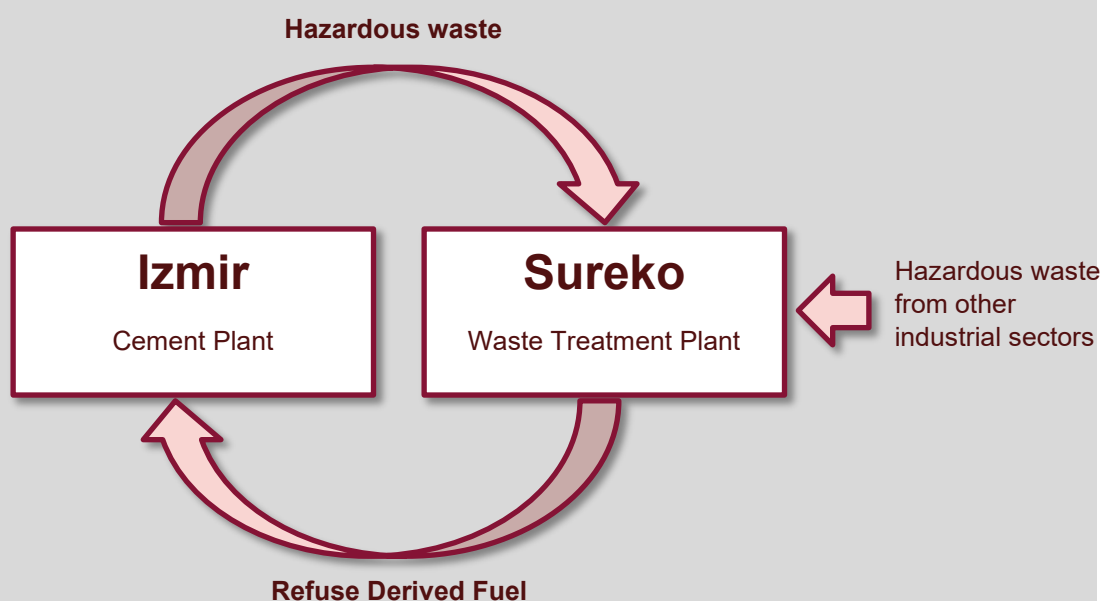 Hazardous waste
Izmir
Cement Plant
Sureko
Waste Treatment Plant
Hazardous waste
from other
industrial sectors
Refuse Derived Fuel